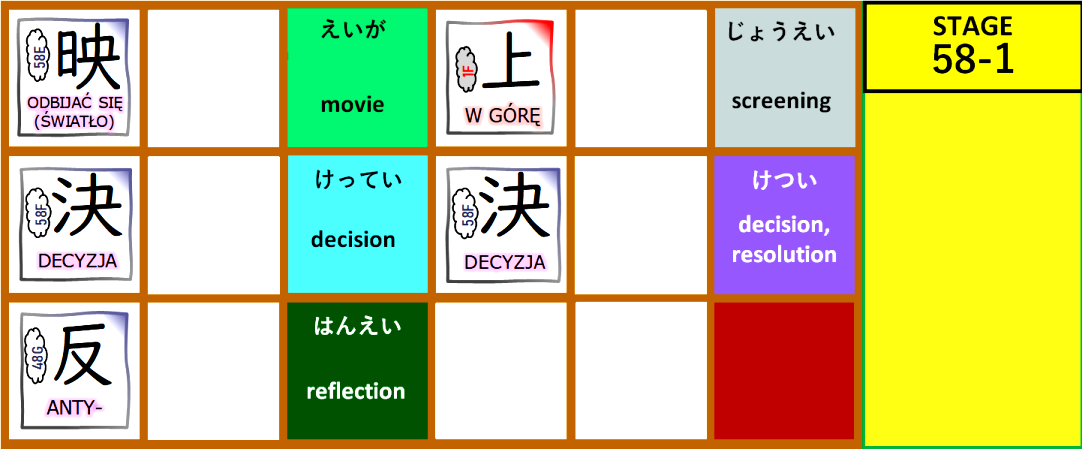 58E
映
ODBIJAĆ SIĘ
(ŚWIATŁO)
えいが
movie
1F
上
W GÓRĘ
じょうえい
screening
STAGE
58-1
58F
決
DECYZJA
けってい
decision
58F
決
DECYZJA
けつい
decision,
resolution
48G
反
ANTY-
はんえい
reflection